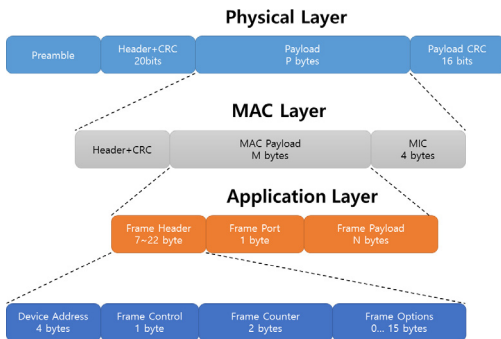 Physical Layer
Preamble
Header+CRC
20bits
Payload
P bytes
Payload CRC
16 bits
MAC Layer
Header+CRC
MAC Payload
M bytes
MIC
4 bytes
Application Layer
Frame Header
7~22 byte
Frame Port
1 byte
Frame Payload
N bytes
Device Address
4 bytes
Frame Control
1 byte
Frame Counter
2 bytes
Frame Options
0... 15 bytes